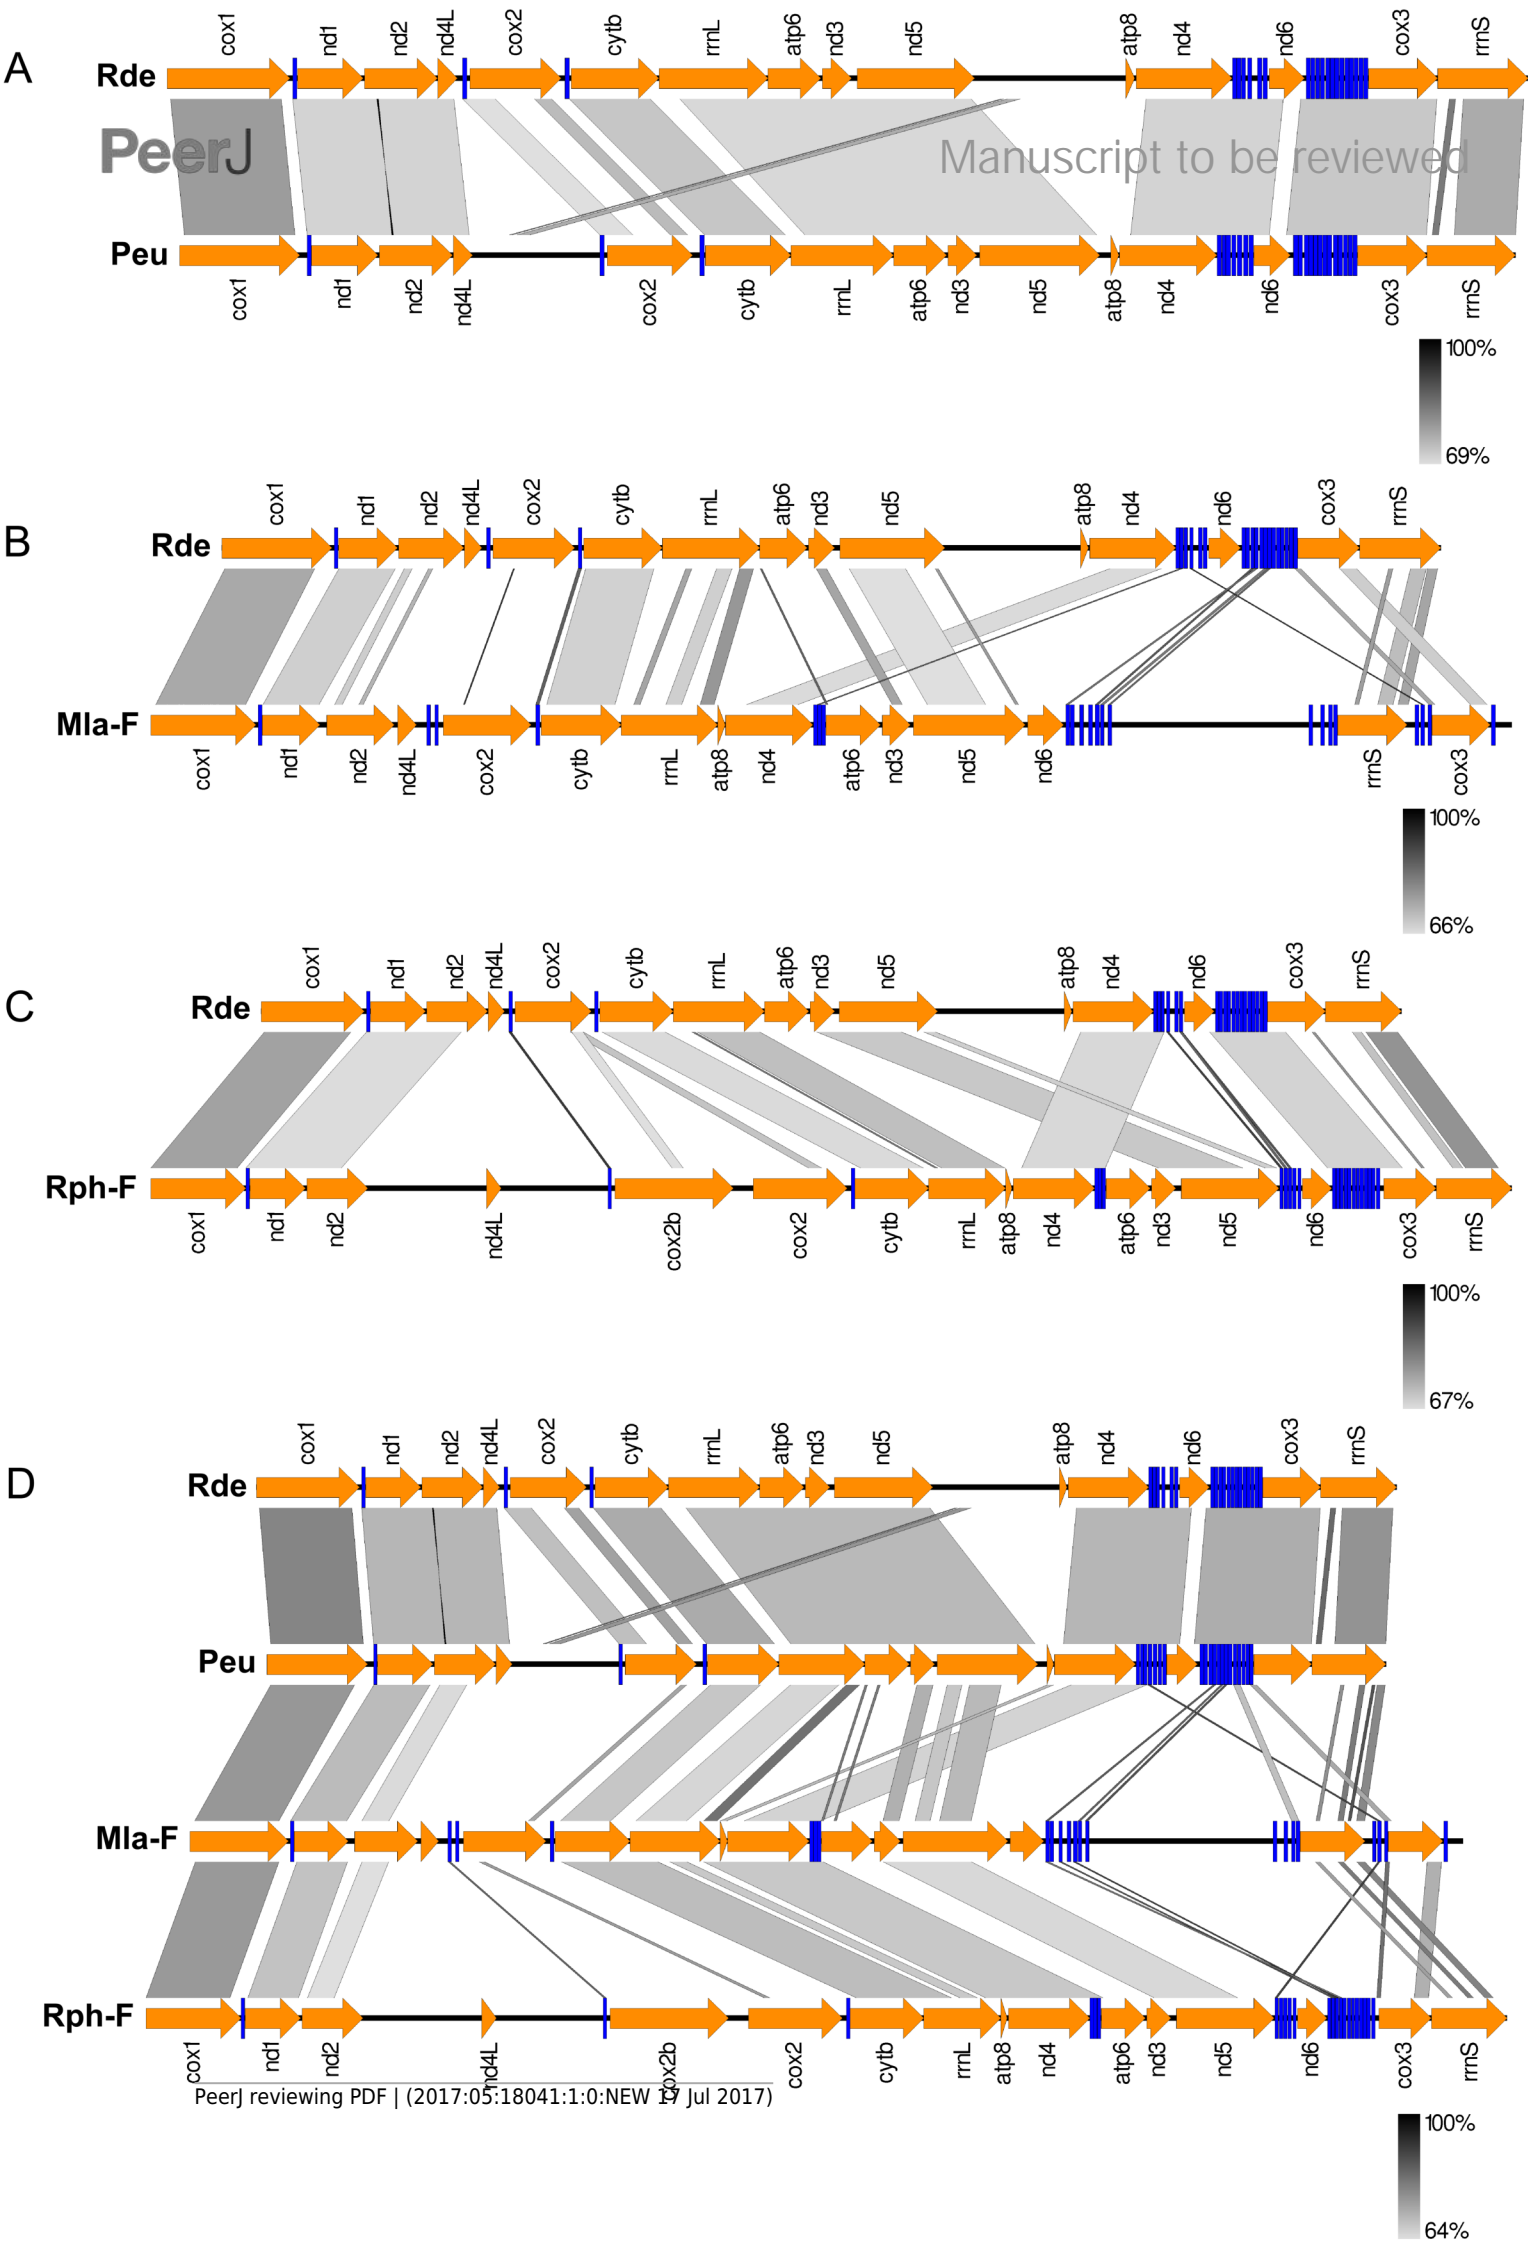 A
cox1 nd1 nd2 nd4L cox2 cytb rrnL atp6 nd3 nd5 atp8 nd4 nd6 cox3 rrnS
Rde
PeerJ
Manuscript to be reviewed
Peu
cox1 nd1 nd2 nd4L cox2 cytb rrnL atp6 nd3 nd5 atp8 nd4 nd6 cox3 rrnS
100%
69%
B
cox1 nd1 nd2 nd4L cox2 cytb rrnL atp6 nd3 nd5 atp8 nd4 nd6 cox3 rrnS
Rde
Mla-F
cox1 nd1 nd2 nd4L cox2 cytb rrnL atp8 nd4 atp6 nd3 nd5 nd6 rrnS cox3
100%
66%
C
cox1 nd1 nd2 nd4L cox2 cytb rrnL atp6 nd3 nd5 atp8 nd4 nd6 cox3 rrnS
Rde
Rph-F
cox1 nd1 nd2 nd4L cox2b cox2 cytb rrnL atp8 nd4 atp6 nd3 nd5 nd6 cox3 rrnS
100%
67%
D
cox1 nd1 nd2 nd4L cox2 cytb rrnL atp6 nd3 nd5 atp8 nd4 nd6 cox3 rrnS
Rde
Peu
Mla-F
Rph-F
cox1 nd1 nd2 nd4L cox2b cox2 cytb rrnL atp8 nd4 atp6 nd3 nd5 nd6 cox3 rrnS
PeerJ reviewing PDF | (2017:05:18041:1:0:NEW 17 Jul 2017)
100%
64%